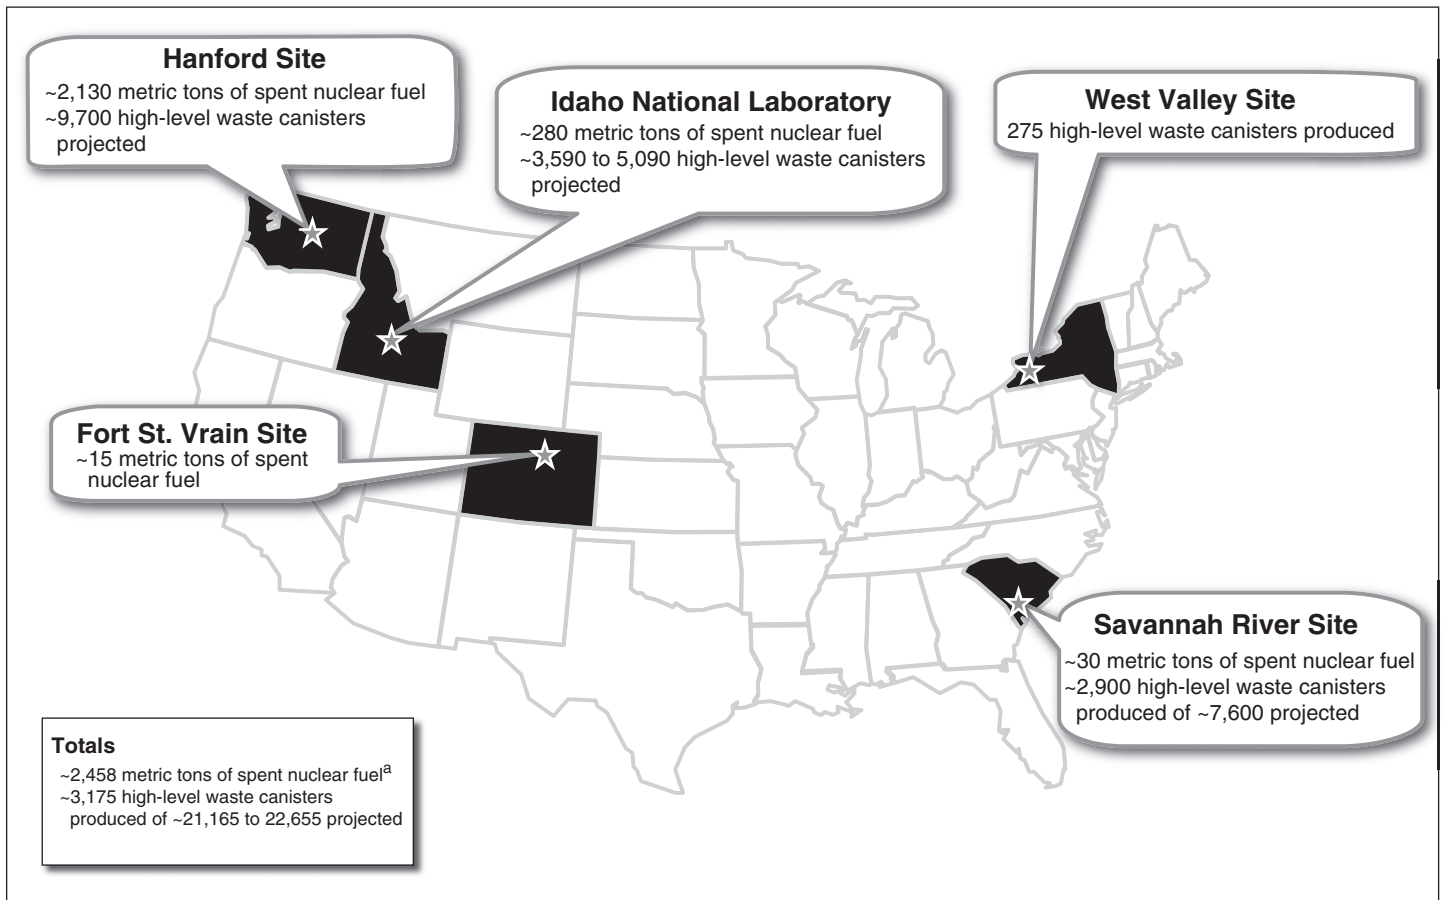 Hanford Site
~2,130 metric tons of spent nuclear fuel
~9,700 high-level waste canisters
projected
Idaho National Laboratory
~280 metric tons of spent nuclear fuel
~3,590 to 5,090 high-level waste canisters
projected
West Valley Site
275 high-level waste canisters produced
Fort St. Vrain Site
~15 metric tons of spent
nuclear fuel
Savannah River Site
~30 metric tons of spent nuclear fuel
~2,900 high-level waste canisters
produced of ~7,600 projected
Totals
~2,458 metric tons of spent nuclear fuelᵃ
~3,175 high-level waste canisters
produced of ~21,165 to 22,655 projected